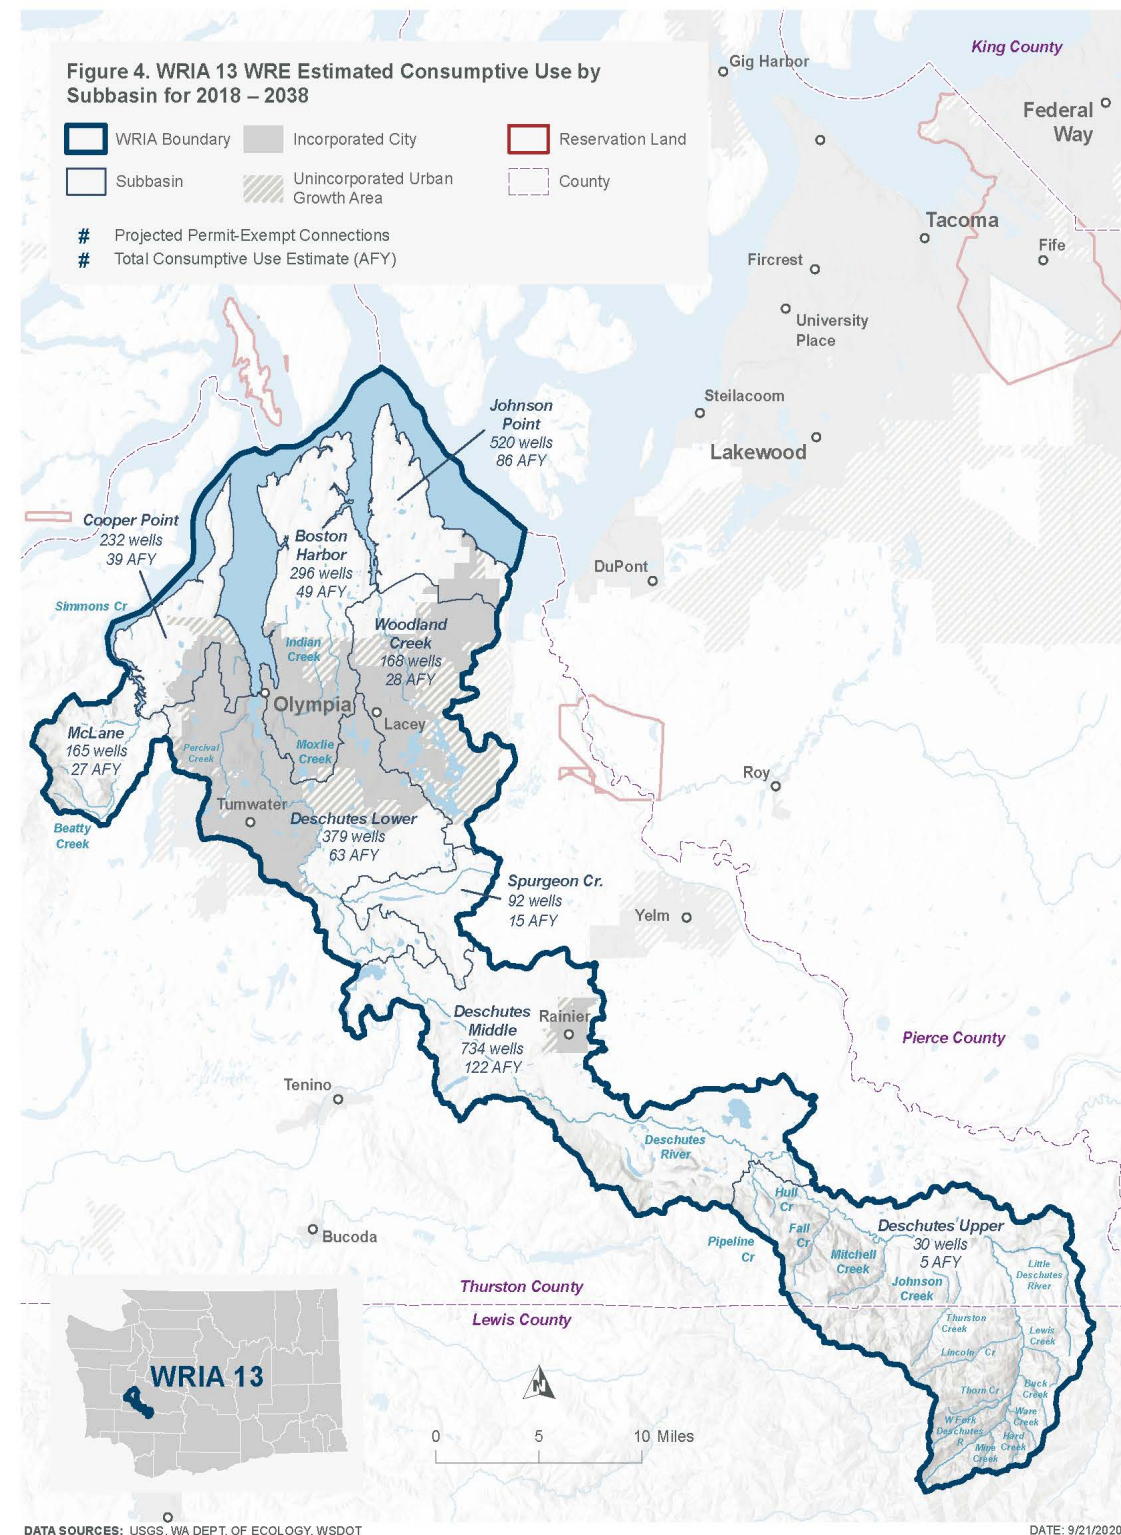 Figure 4. WRIA 13 WRE Estimated Consumptive Use by
Subbasin for 2018 – 2038
WRIA Boundary
Incorporated City
Reservation Land
Subbasin
Unincorporated Urban
Growth Area
County
# Projected Permit-Exempt Connections
# Total Consumptive Use Estimate (AFY)
King County
Gig Harbor
Federal
Way
Tacoma
Fife
Fircrest
University
Place
Steilacoom
Lakewood
Johnson
Point
520 wells
86 AFY
Cooper Point
232 wells
39 AFY
Boston
Harbor
296 wells
49 AFY
DuPont
Simmons Cr
Woodland
Creek
168 wells
28 AFY
Indian
Creek
Olympia
Lacey
McLane
165 wells
27 AFY
Percival
Creek
Moxlie
Creek
Roy
Tumwater
Beatty
Creek
Deschutes Lower
379 wells
63 AFY
Spurgeon Cr.
92 wells
15 AFY
Yelm
Deschutes
Middle
734 wells
122 AFY
Rainier
Pierce County
Tenino
Deschutes
River
Hull
Cr
Fall
Cr
Pipeline
Cr
Mitchell
Creek
Deschutes Upper
30 wells
5 AFY
Johnson
Creek
Little
Deschutes
River
Bucoda
Thurston County
Lewis County
Thurston
Creek
Lewis
Creek
Lincoln Cr
Thorn Cr
Buck
Creek
Ware
Creek
W Fork
Deschutes
R
Hard
Creek
Mine
Creek
WRIA 13
N
0 5 10 Miles
DATA SOURCES: USGS, WA DEPT. OF ECOLOGY, WSDOT
DATE: 9/21/2020